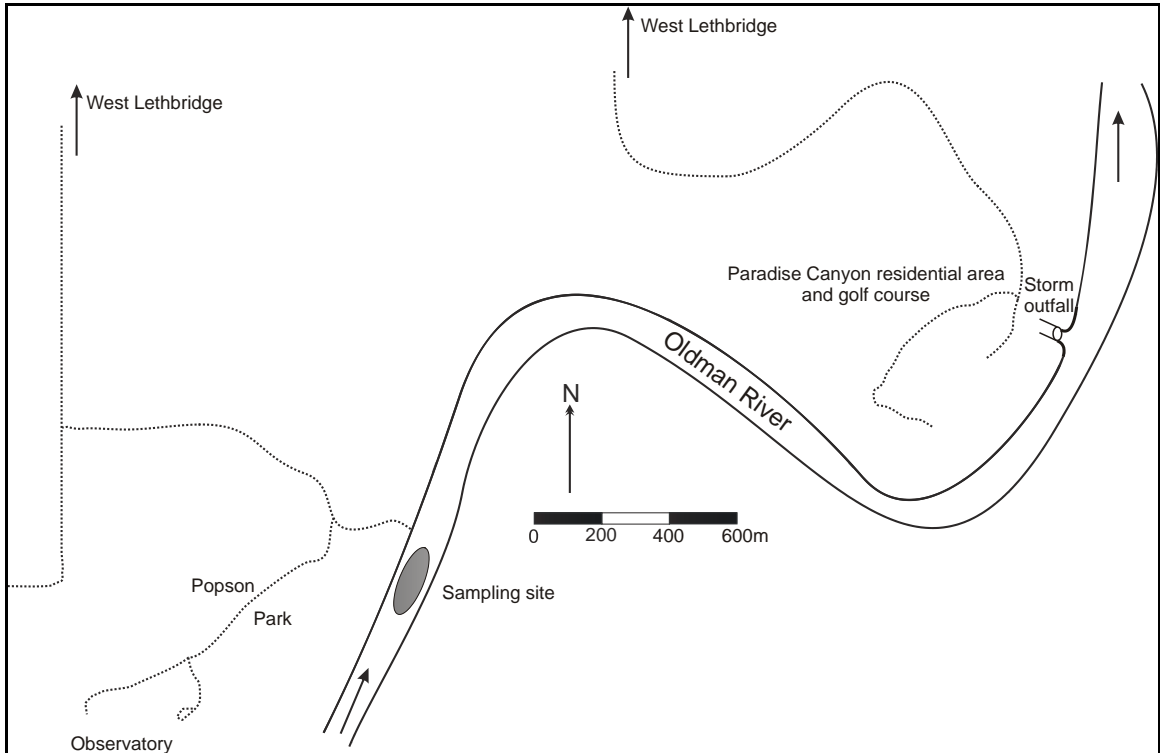 West Lethbridge
West Lethbridge
Paradise Canyon residential area
and golf course
Storm
outfall
Oldman River
N
0 200 400 600m
Sampling site
Popson
Park
Observatory